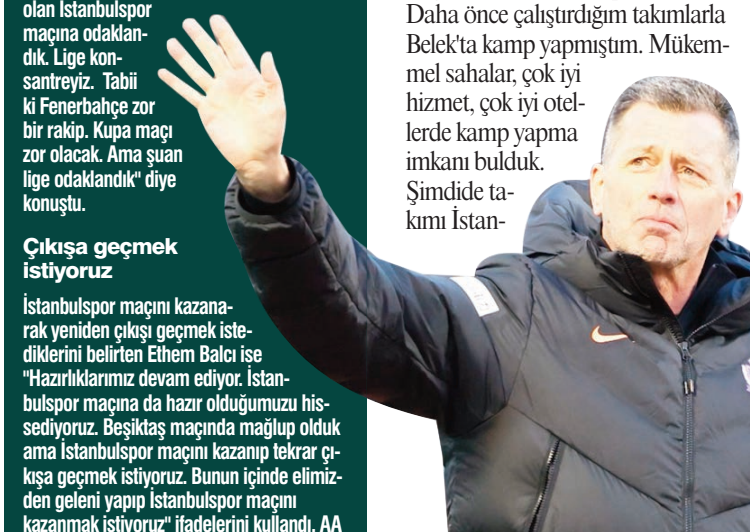 olan İstanbulspor
maçına odaklan-
dık. Lige kon-
santreyiz. Tabii
ki Fenerbahçe zor
bir rakip. Kupa maçı
zor olacak. Ama şuan
lige odaklandık" diye
konuştu.
Çıkışa geçmek
istiyoruz
İstanbulspor maçını kazana-
rak yeniden çıkışı geçmek iste-
diklerini belirten Ethem Balcı ise
"Hazırlıklarımız devam ediyor. İstan-
bulspor maçına da hazır olduğumuzu his-
sediyoruz. Beşiktaş maçında mağlup olduk
ama İstanbulspor maçını kazanıp tekrar çı-
kışa geçmek istiyoruz. Bunun içinde elimiz-
den geleni yapıp İstanbulspor maçını
kazanmak istiyoruz" ifadelerini kullandı. AA
Daha önce çalıştırdığım takımlarla
Belek'ta kamp yapmıştım. Mükem-
mel sahalar, çok iyi
hizmet, çok iyi otel-
llerde kamp yapma
imkanı bulduk.
Şimdide ta-
kımı İstan-